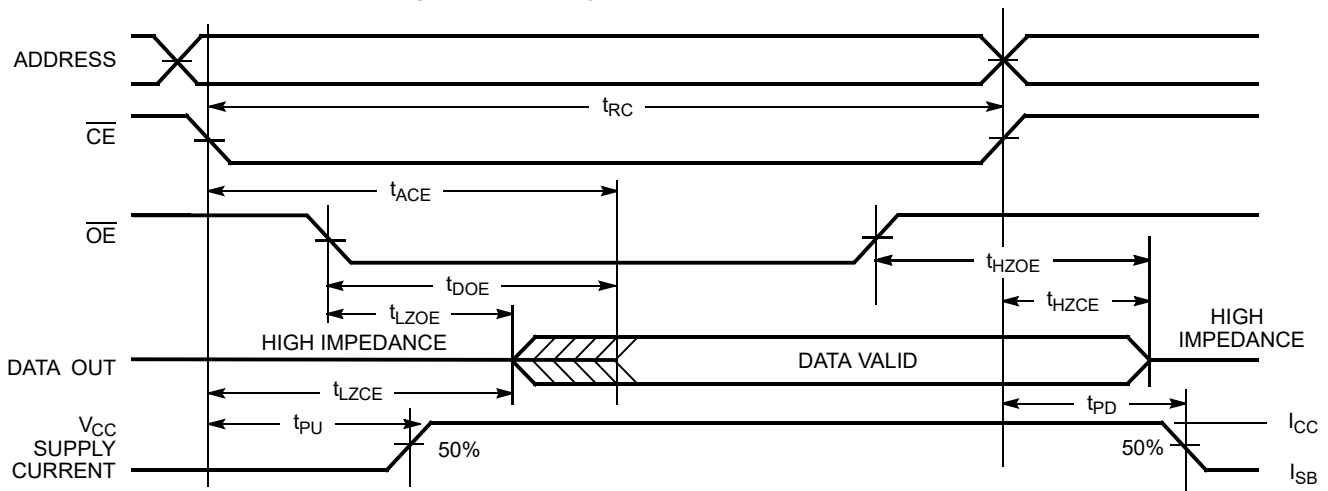 ADDRESS
tRC
CE
tACE
OE
tHZOE
tDOE
tLZOE
tHZCE
HIGH IMPEDANCE
HIGH
IMPEDANCE
DATA OUT
DATA VALID
tLZCE
tPU
tPD
VCC
SUPPLY
CURRENT
50%
50%
ICC
ISB